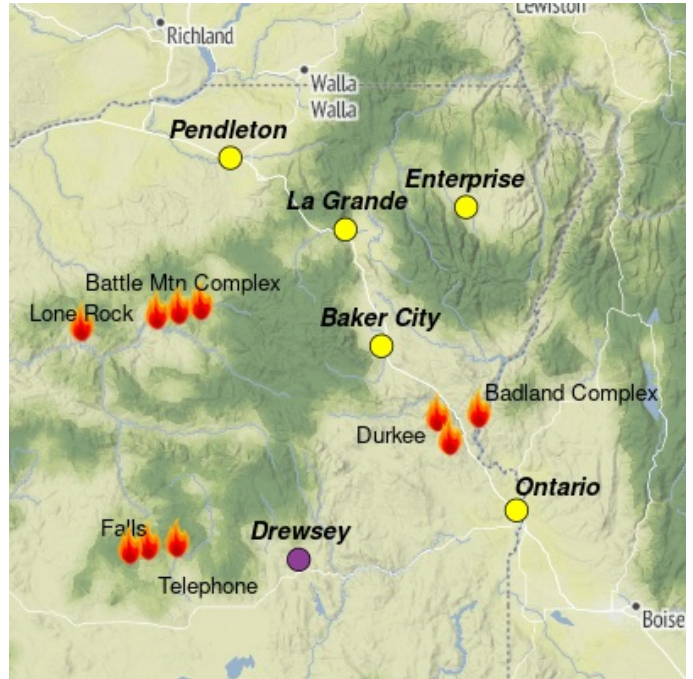 Lewiston
Richland
Walla
Walla
Pendleton
Enterprise
La Grande
Battle Mtn Complex
Lone Rock
Baker City
Badland Complex
Durkee
Ontario
Falls
Drewsey
Telephone
Boise